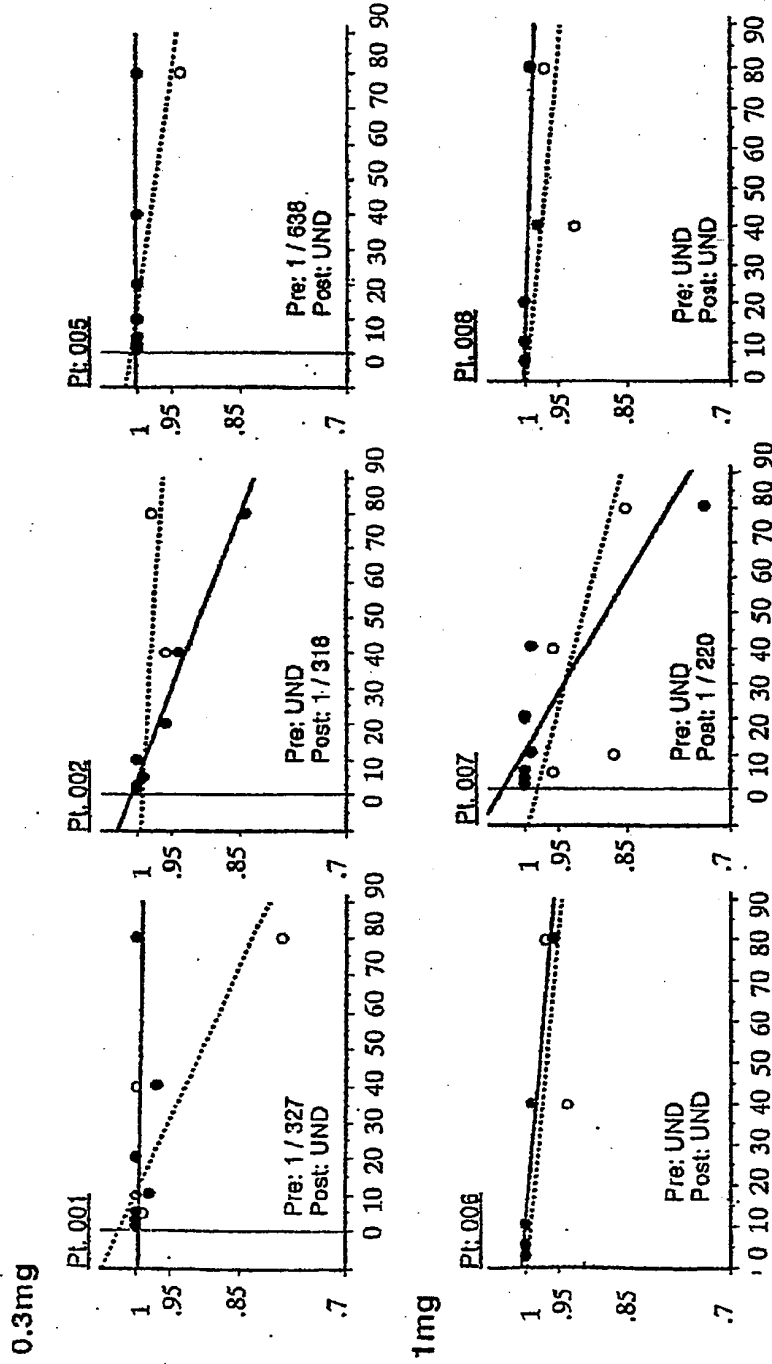 0.3mg
Pt. 001
1
.95
.85
.7
Pre: 1 / 327
Post: UND
0 10 20 30 40 50 60 70 80 90
Pt. 002
1
.95
.85
.7
Pre: UND
Post: 1 / 318
0 10 20 30 40 50 60 70 80 90
Pt. 005
1
.95
.85
.7
Pre: 1 / 638
Post: UND
0 10 20 30 40 50 60 70 80 90
1mg
Pt. 006
1
.95
.85
.7
Pre: UND
Post: UND
0 10 20 30 40 50 60 70 80 90
Pt. 007
1
.95
.85
.7
Pre: UND
Post: 1 / 220
0 10 20 30 40 50 60 70 80 90
Pt. 008
1
.95
.85
.7
Pre: UND
Post: UND
0 10 20 30 40 50 60 70 80 90